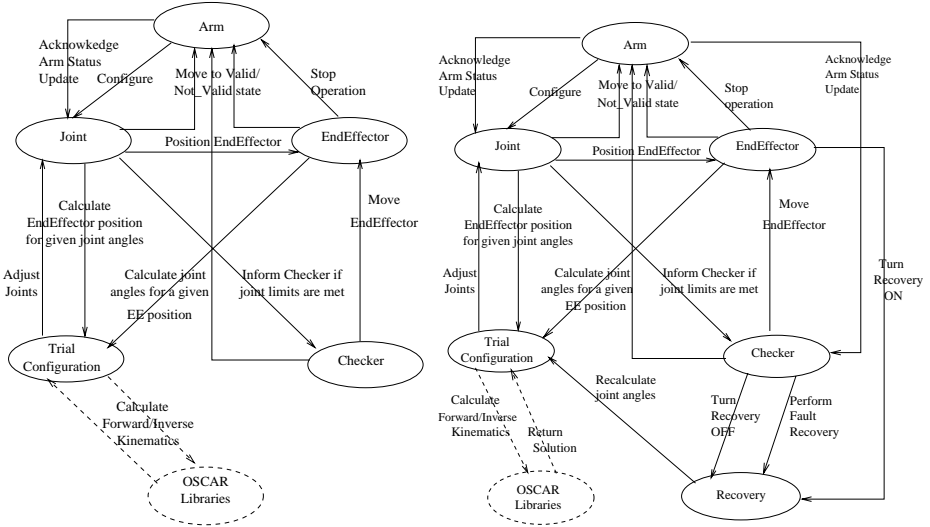 Arm
Acknowkedge
Arm Status
Update
Configure
Move to Valid/
Not_Valid state
Stop
Operation
Joint
Position EndEffector
EndEffector
Calculate
EndEffector position
for given joint angles
Move
EndEffector
Adjust
Joints
Calculate joint
angles for a given
EE position
Inform Checker if
joint limits are met
Trial
Configuration
Checker
Calculate
Forward/Inverse
Kinematics
OSCAR
Libraries
Arm
Acknowledge
Arm Status
Update
Configure
Move to Valid/
Not_Valid state
Stop
operation
Acknowledge
Arm Status
Update
Joint
Position EndEffector
EndEffector
Calculate
EndEffector position
for given joint angles
Move
EndEffector
Adjust
Joints
Calculate joint
angles for a given
EE position
Inform Checker if
joint limits are met
Turn
Recovery
ON
Trial
Configuration
Checker
Recalculate
joint angles
Calculate
Forward/Inverse
Kinematics
Return
Solution
Turn
Recovery
OFF
Perform
Fault
Recovery
OSCAR
Libraries
Recovery